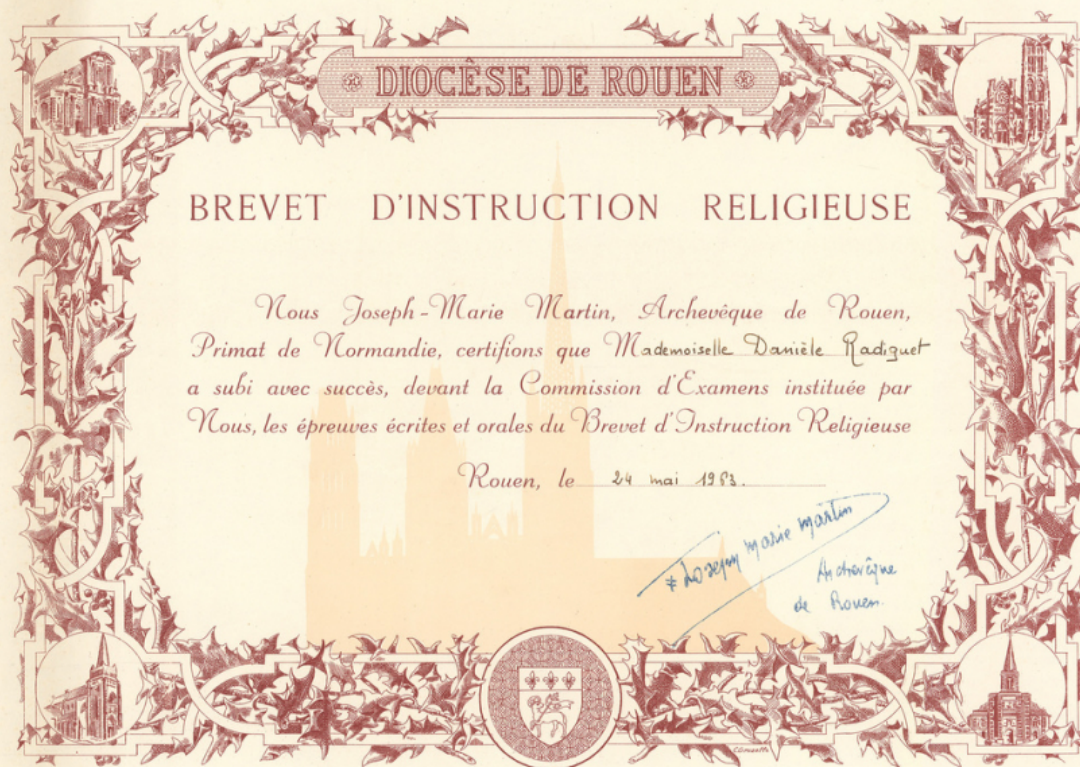 DIOCÈSE DE ROUEN
BREVET D'INSTRUCTION RELIGIEUSE
Nous Joseph-Marie Martin, Archevêque de Rouen,
Primat de Normandie, certifions que Mademoiselle Danièle Radiguet
a subi avec succès, devant la Commission d'Examens instituée par
Nous, les épreuves écrites et orales du Brevet d'Instruction Religieuse
Rouen, le 24 mai 1963.
Joseph Marie Martin
Archevêque
de Rouen.